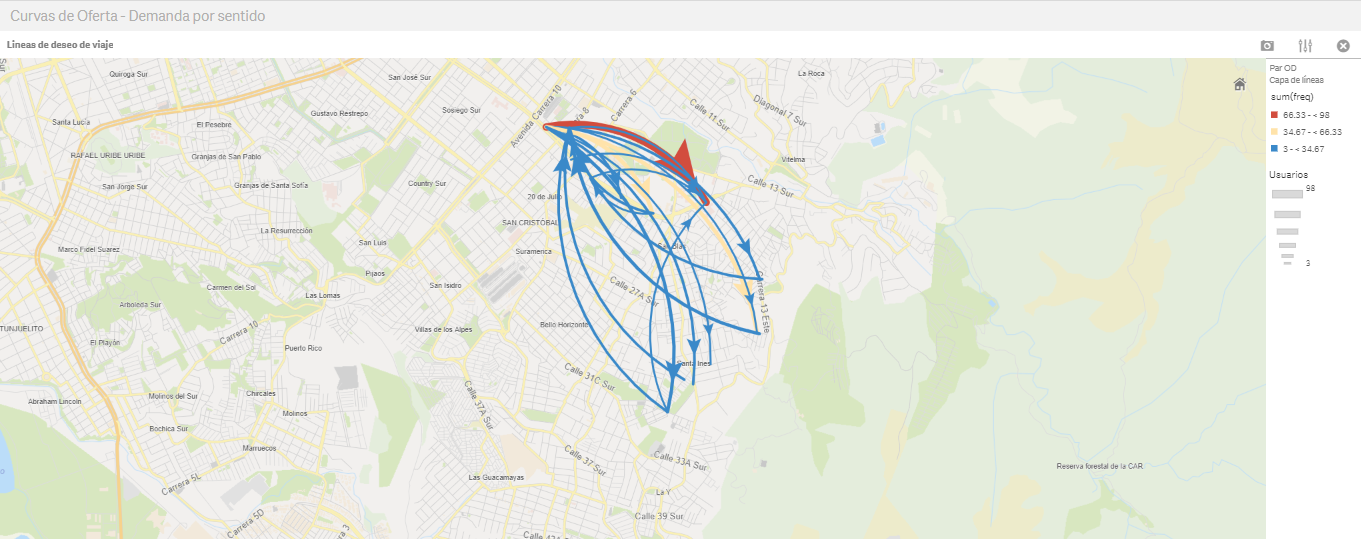 Curvas de Oferta - Demanda por sentido
Líneas de deseo de viaje
Par OD
Capa de líneas
sum(freq)
66.33 - < 98
34.67 - < 66.33
3 - < 34.67
Usuarios
98
3
Quiroga Sur
San José Sur
La Roca
Santa Lucía
Gustavo Restrepo
Sosiego Sur
Avenida Carrera 10
Carrera 6
Calle 11 Sur
Diagonal 7 Sur
El Pesebre
RAFAEL URIBE URIBE
Granjas de San Pablo
Vitelma
San Jorge Sur
Granjas de Santa Sofía
Country Sur
20 de Julio
Calle 13 Sur
SAN CRISTÓBAL
La Resurrección
San Luis
Marco Fidel Suarez
Suramenca
San Blas
Pijaos
Carmen del Sol
San Isidro
Calle 27A Sur
Carrera 13 Este
Las Lomas
Arboleda Sur
TUNJUELITO
Carrera 10
Villas de los Alpes
Bello Horizonte
El Playón
Puerto Rico
Santa Ines
Calle 31C Sur
Abraham Lincoln
Molinos del Sur
Chircales
Calle 37A Sur
Molinos
Bochica Sur
Marruecos
Calle 37 Sur
Calle 33A Sur
Reserva forestal de la CAR
Carrera 5L
Las Guacamayas
La Y
Carrera 5D
Calle 39 Sur